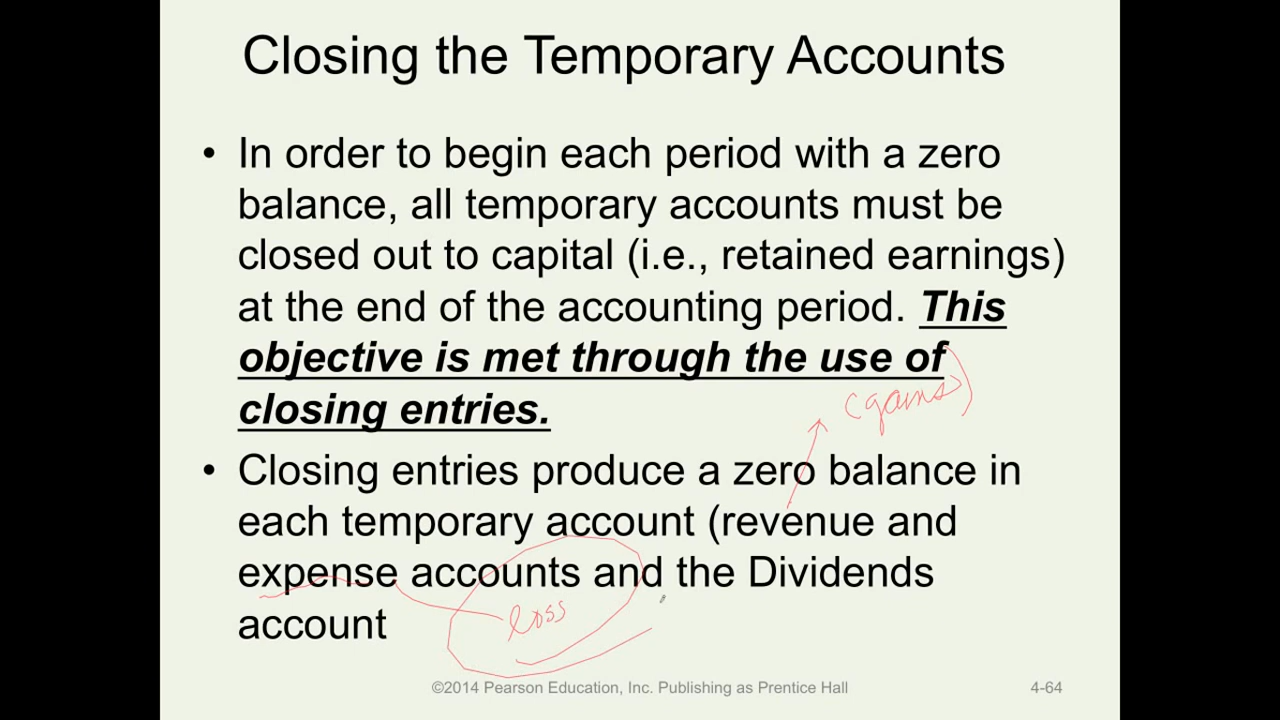 Closing the Temporary Accounts
• In order to begin each period with a zero
balance, all temporary accounts must be
closed out to capital (i.e., retained earnings)
at the end of the accounting period. This
objective is met through the use of
closing entries.
(gains)
• Closing entries produce a zero balance in
each temporary account (revenue and
expense accounts and the Dividends
loss
account
©2014 Pearson Education, Inc. Publishing as Prentice Hall
4-64